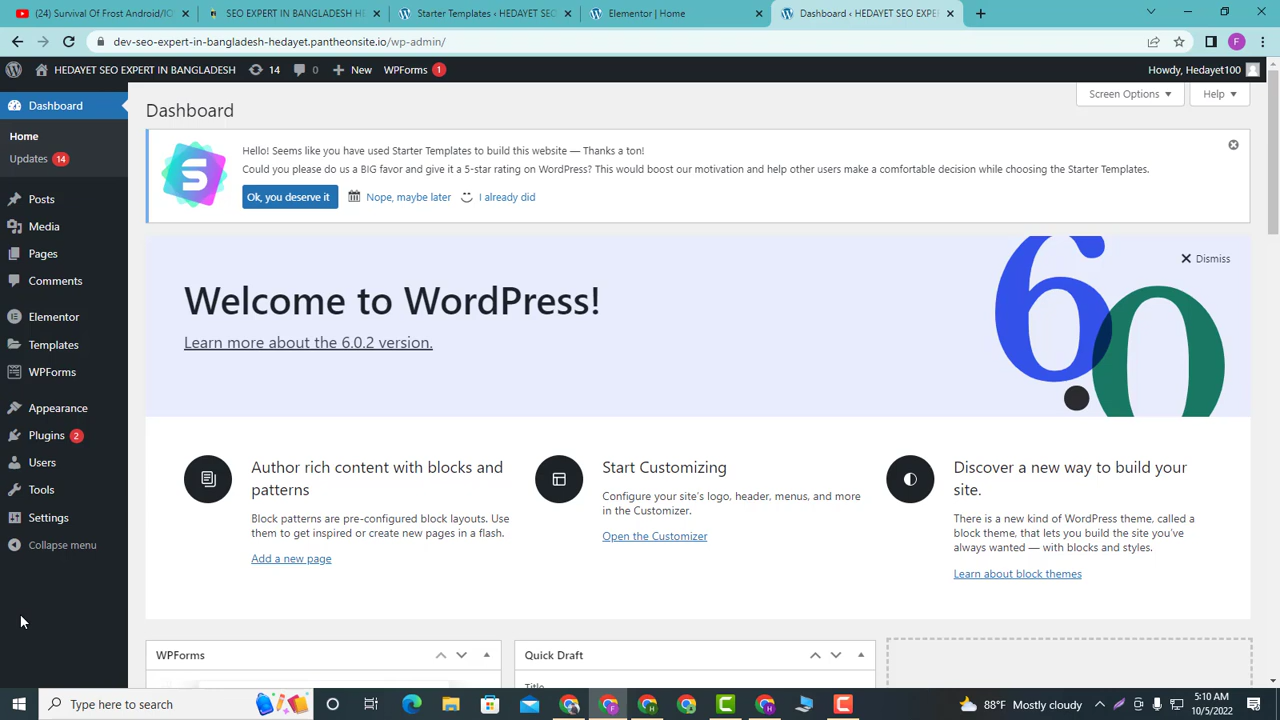 (24) Survival Of Frost Android/IO
SEO EXPERT IN BANGLADESH HE
Starter Templates ‹ HEDAYET SEO
Elementor | Home
Dashboard ‹ HEDAYET SEO EXPER
dev-seo-expert-in-bangladesh-hedayet.pantheonsite.io/wp-admin/
F
HEDAYET SEO EXPERT IN BANGLADESH
14
0
New
WPForms 1
Howdy, Hedayet100
Dashboard
Home
Updates 14
Posts
Media
Pages
Comments
Elementor
Templates
WPForms
Appearance
Plugins 2
Users
Tools
Settings
Collapse menu
Screen Options
Help
Dashboard
Hello! Seems like you have used Starter Templates to build this website — Thanks a ton!
Could you please do us a BIG favor and give it a 5-star rating on WordPress? This would boost our motivation and help other users make a comfortable decision while choosing the Starter Templates.
Ok, you deserve it
Nope, maybe later
I already did
Welcome to WordPress!
Learn more about the 6.0.2 version.
6.0
Dismiss
Author rich content with blocks and
patterns
Block patterns are pre-configured block layouts. Use
them to get inspired or create new pages in a flash.
Add a new page
Start Customizing
Configure your site's logo, header, menus, and more
in the Customizer.
Open the Customizer
Discover a new way to build your
site.
There is a new kind of WordPress theme, called a
block theme, that lets you build the site you've
always wanted — with blocks and styles.
Learn about block themes
WPForms
Quick Draft
Title
Type here to search
88°F Mostly cloudy
5:10 AM
10/5/2022